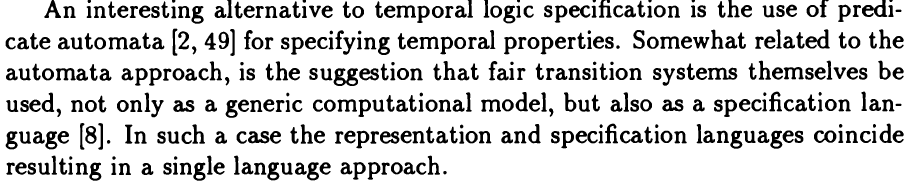 An interesting alternative to temporal logic specification is the use of predi-
cate automata [2, 49] for specifying temporal properties. Somewhat related to the
automata approach, is the suggestion that fair transition systems themselves be
used, not only as a generic computational model, but also as a specification lan-
guage [8]. In such a case the representation and specification languages coincide
resulting in a single language approach.